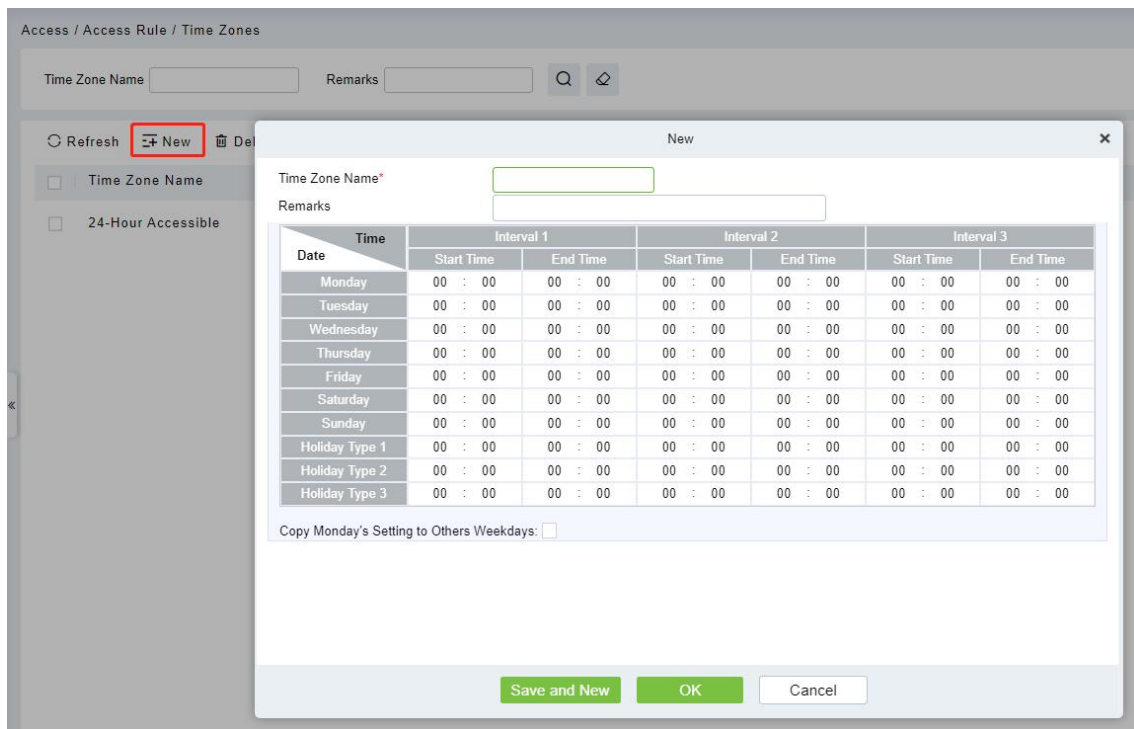 Access / Access Rule / Time Zones
Time Zone Name Remarks
Refresh New Del
New
Time Zone Name
24-Hour Accessible
Time Zone Name*
Remarks
Time Interval 1 Interval 2 Interval 3
Date Start Time End Time Start Time End Time Start Time End Time
Monday 00 : 00 00 : 00 00 : 00 00 : 00 00 : 00 00 : 00
Tuesday 00 : 00 00 : 00 00 : 00 00 : 00 00 : 00 00 : 00
Wednesday 00 : 00 00 : 00 00 : 00 00 : 00 00 : 00 00 : 00
Thursday 00 : 00 00 : 00 00 : 00 00 : 00 00 : 00 00 : 00
Friday 00 : 00 00 : 00 00 : 00 00 : 00 00 : 00 00 : 00
Saturday 00 : 00 00 : 00 00 : 00 00 : 00 00 : 00 00 : 00
Sunday 00 : 00 00 : 00 00 : 00 00 : 00 00 : 00 00 : 00
Holiday Type 1 00 : 00 00 : 00 00 : 00 00 : 00 00 : 00 00 : 00
Holiday Type 2 00 : 00 00 : 00 00 : 00 00 : 00 00 : 00 00 : 00
Holiday Type 3 00 : 00 00 : 00 00 : 00 00 : 00 00 : 00 00 : 00
Copy Monday's Setting to Others Weekdays:
Save and New OK Cancel